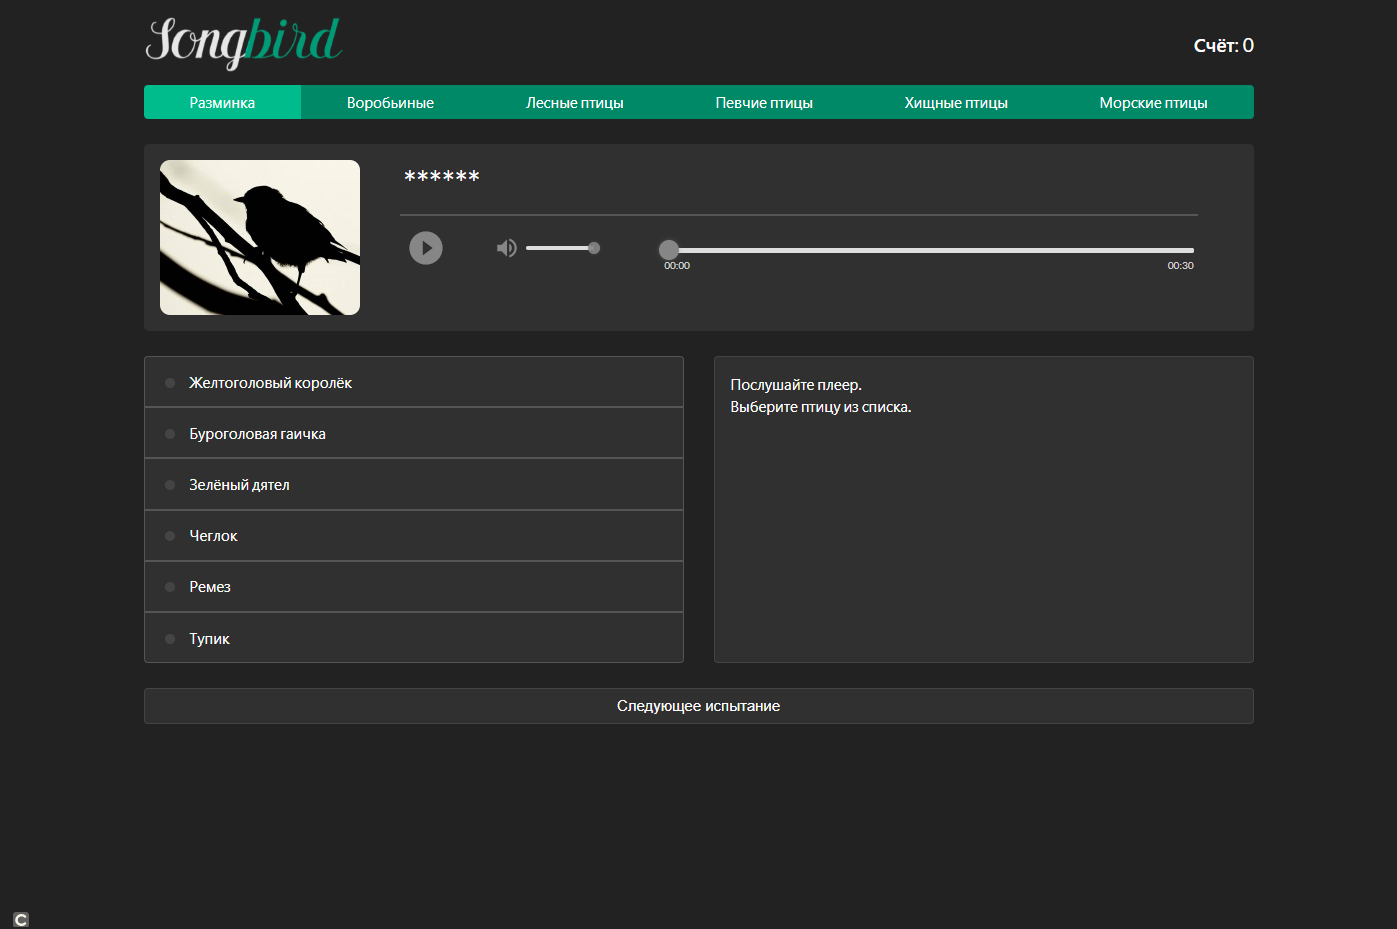 Songbird
Счёт: 0
Разминка
Воробьиные
Лесные птицы
Певчие птицы
Хищные птицы
Морские птицы
******
00:00
00:30
Желтоголовый королёк
Буроголовая гаичка
Зелёный дятел
Чеглок
Ремез
Тупик
Послушайте плеер.
Выберите птицу из списка.
Следующее испытание
C